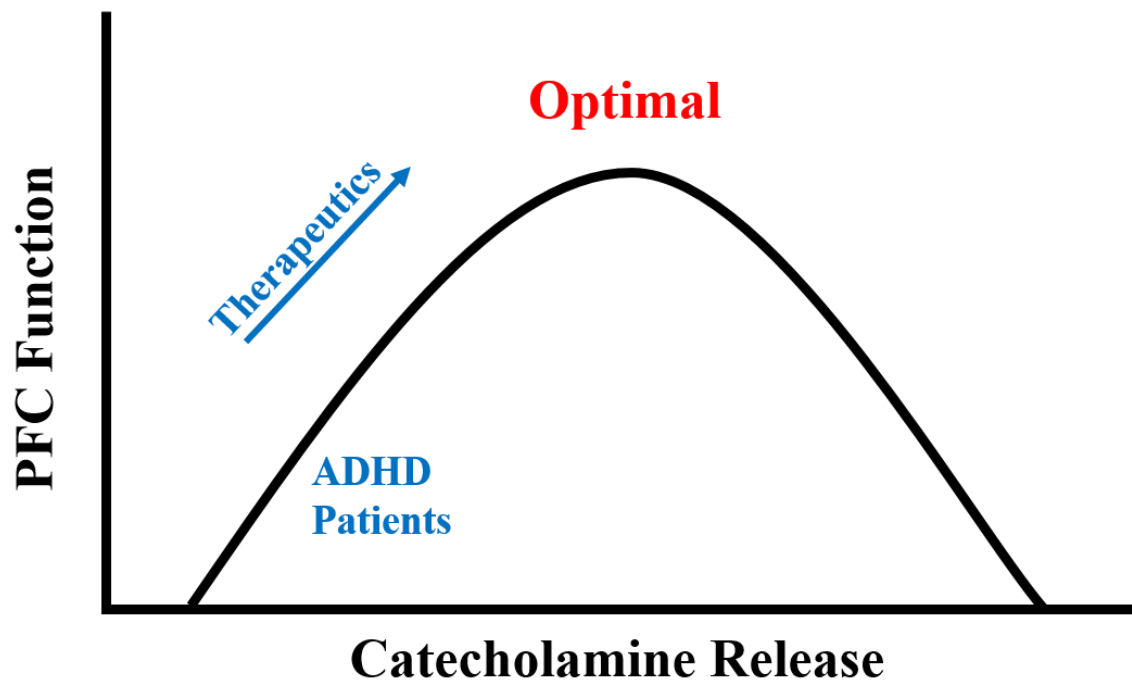 Optimal
Therapeutics
PFC Function
ADHD
Patients
Catecholamine Release